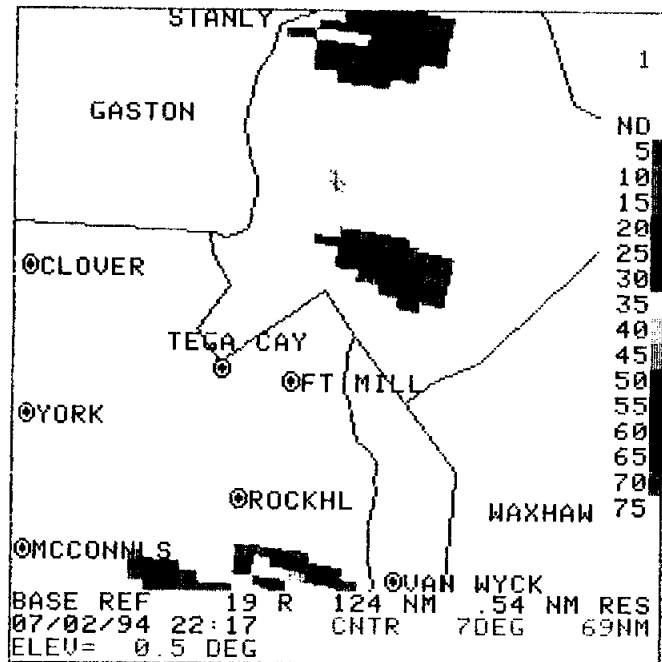 STANLY
1
GASTON
ND
5
10
15
20
25
30
35
40
45
50
55
60
65
70
75
CLOVER
TEGA CAY
FT MILL
YORK
ROCKHL
WAXHAW
MCCONNLS
VAN WYCK
BASE REF 19 R 124 NM .54 NM RES
07/02/94 22:17 CNTR 7DEG 69NM
ELEV= 0.5 DEG